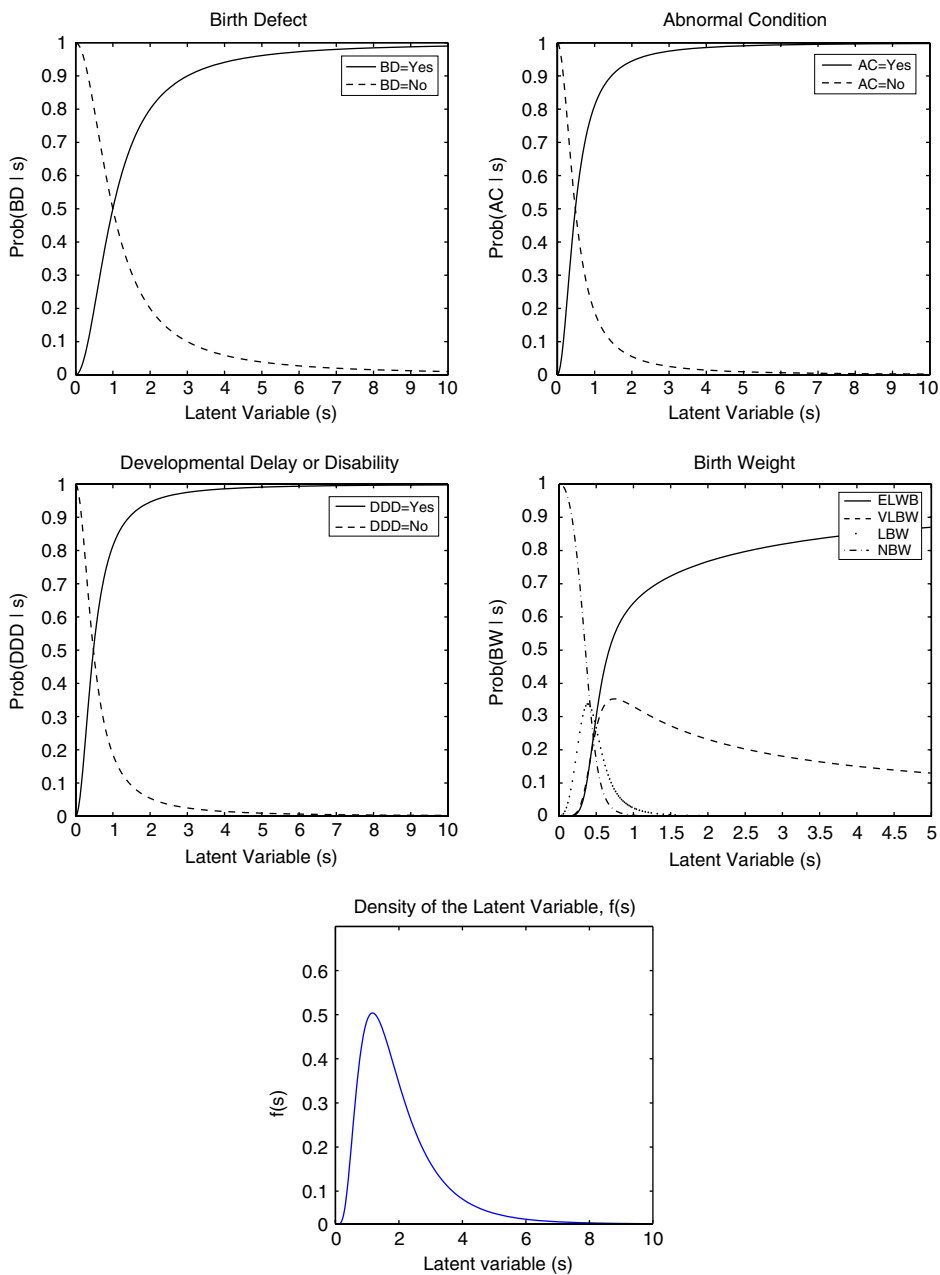 Birth Defect
1
0.9
0.8
0.7
0.6
0.5
0.4
0.3
0.2
0.1
0
Prob(BD | s)
BD=Yes
BD=No
0 1 2 3 4 5 6 7 8 9 10
Latent Variable (s)
Abnormal Condition
1
0.9
0.8
0.7
0.6
0.5
0.4
0.3
0.2
0.1
0
Prob(AC | s)
AC=Yes
AC=No
0 1 2 3 4 5 6 7 8 9 10
Latent Variable (s)
Developmental Delay or Disability
1
0.9
0.8
0.7
0.6
0.5
0.4
0.3
0.2
0.1
0
Prob(DDD | s)
DDD=Yes
DDD=No
0 1 2 3 4 5 6 7 8 9 10
Latent Variable (s)
Birth Weight
1
0.9
0.8
0.7
0.6
0.5
0.4
0.3
0.2
0.1
0
Prob(BW | s)
ELWB
VLBW
LBW
NBW
0 0.5 1 1.5 2 2.5 3 3.5 4 4.5 5
Latent Variable (s)
Density of the Latent Variable, f(s)
0.6
0.5
0.4
0.3
0.2
0.1
0
f(s)
0 2 4 6 8 10
Latent variable (s)